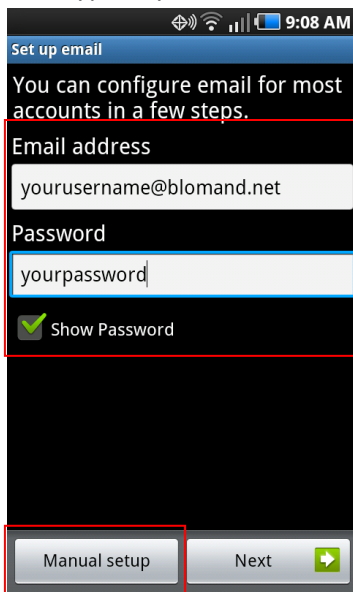 9:08 AM
Set up email
You can configure email for most
accounts in a few steps.
Email address
yourusername@blomand.net
Password
yourpassword
Show Password
Manual setup
Next